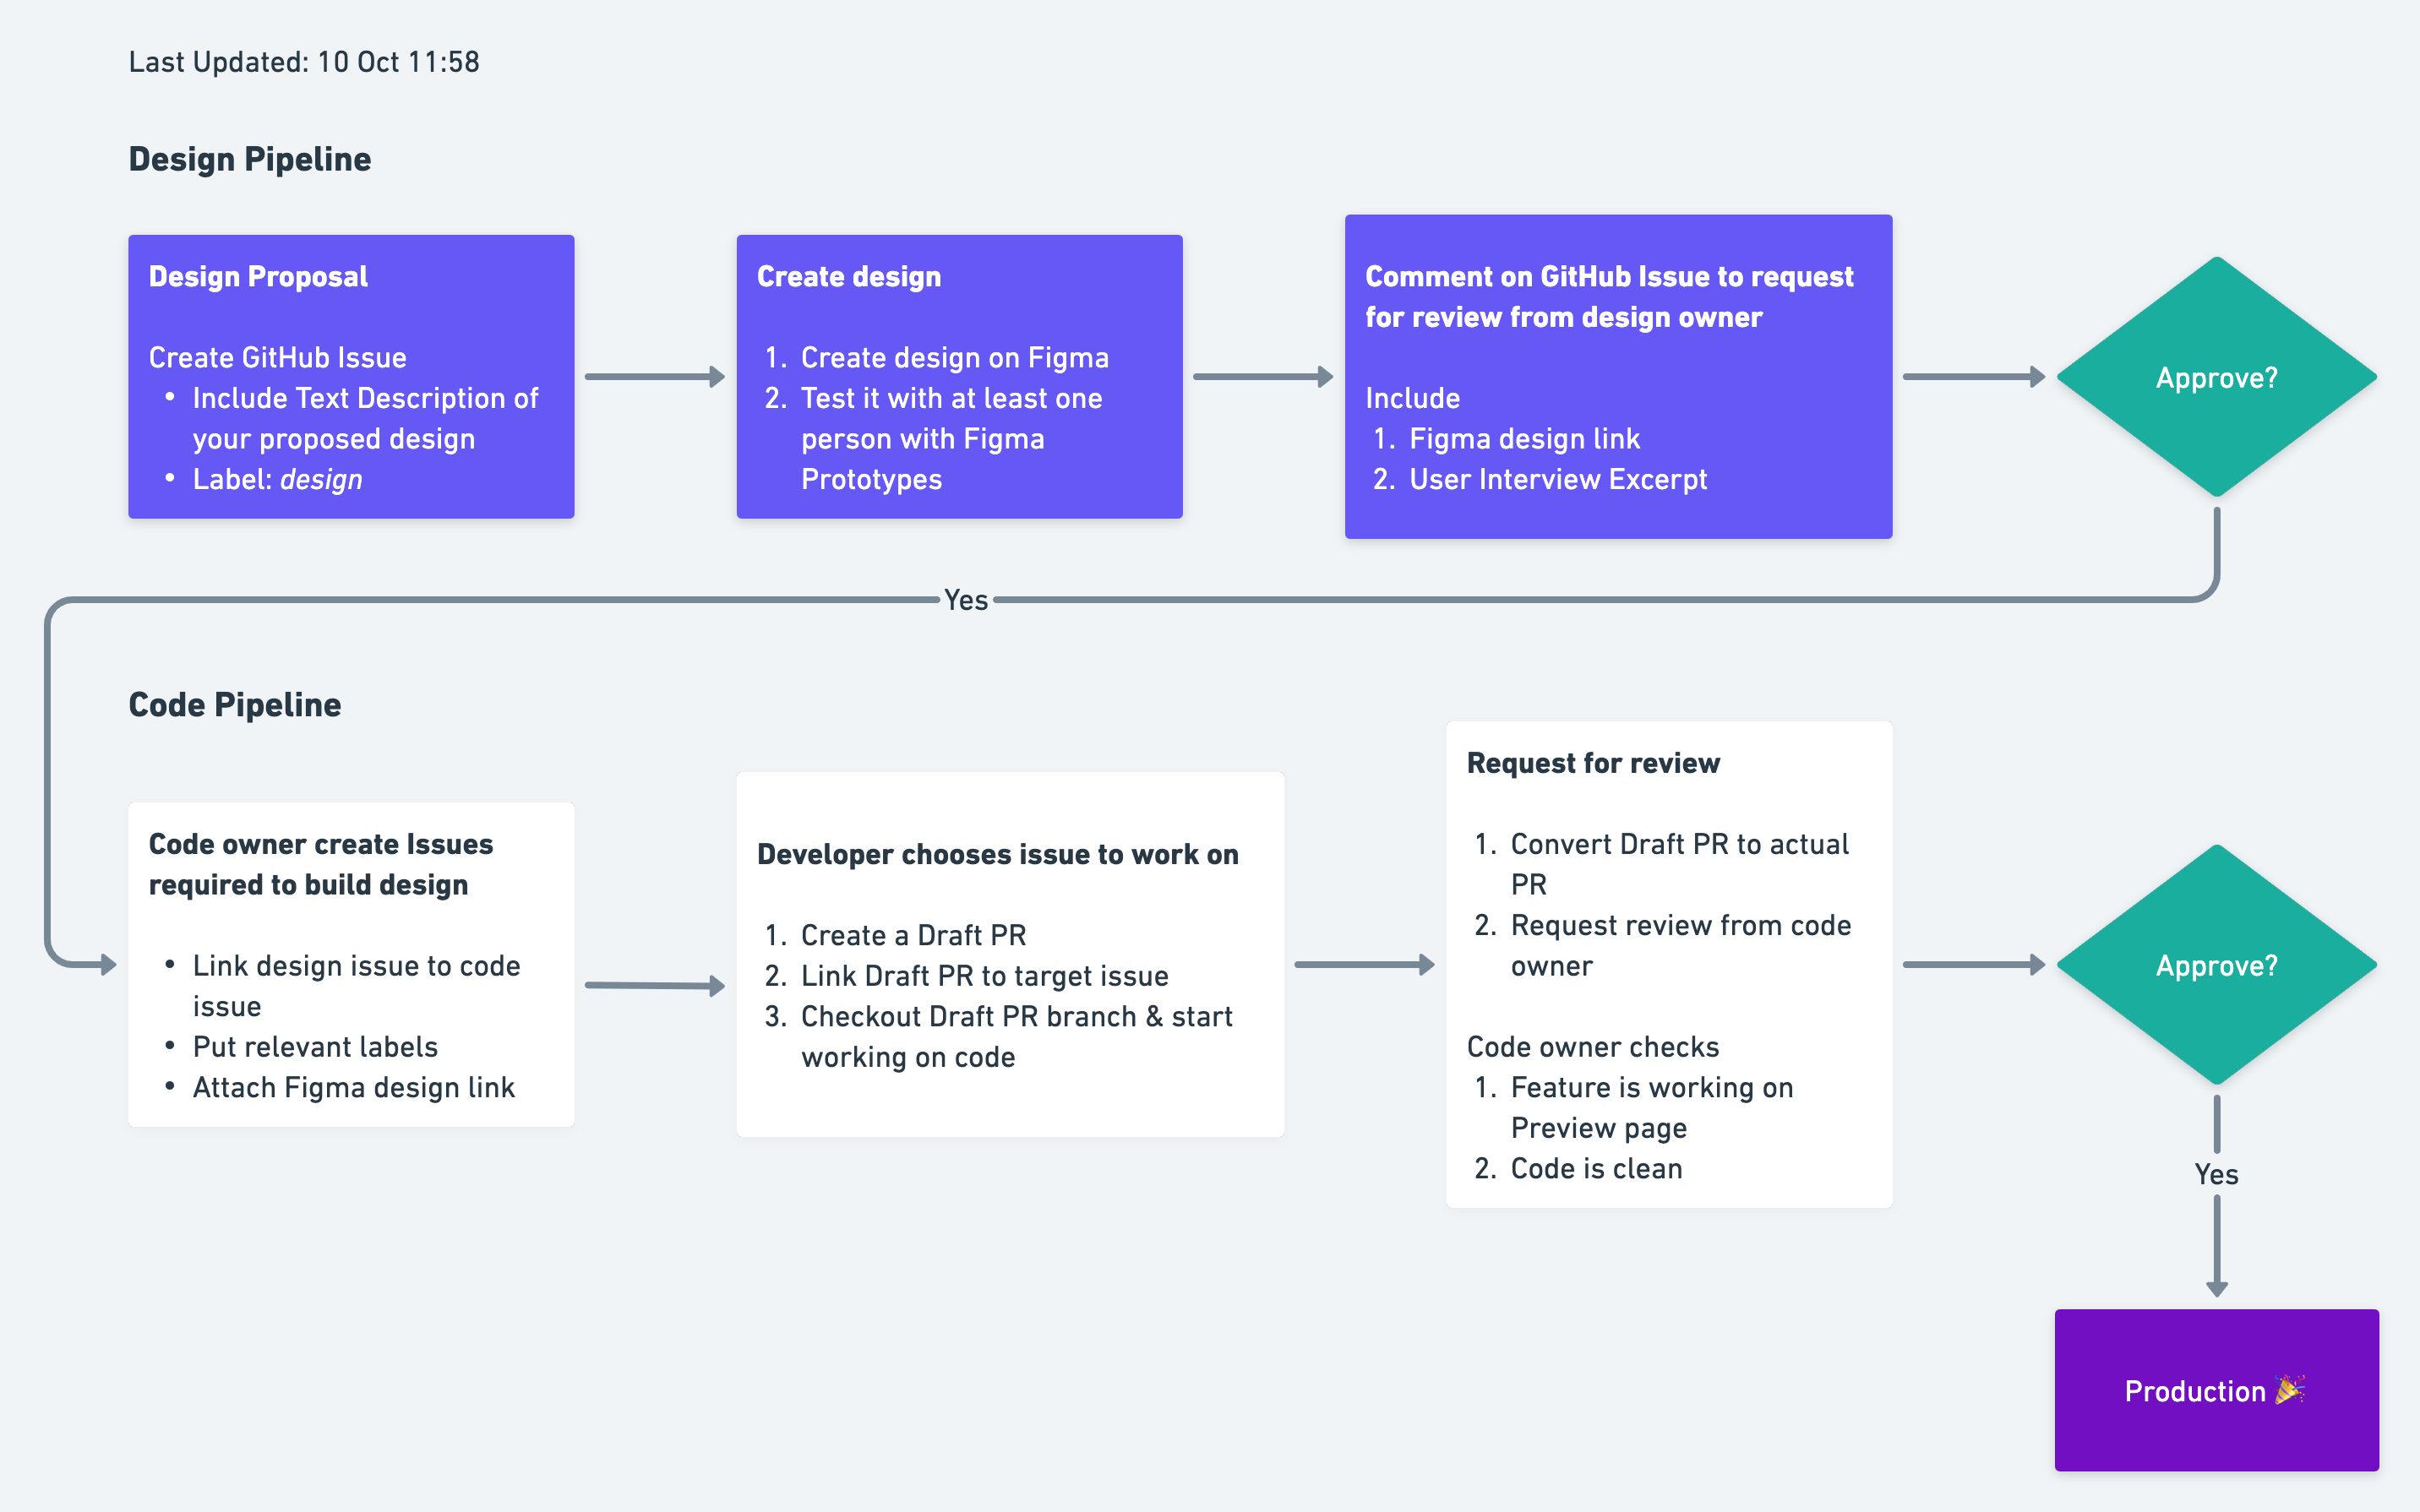 Last Updated: 10 Oct 11:58
Design Pipeline
Design Proposal
Create GitHub Issue
• Include Text Description of
your proposed design
• Label: design
Create design
1. Create design on Figma
2. Test it with at least one
person with Figma
Prototypes
Comment on GitHub Issue to request
for review from design owner
Include
1. Figma design link
2. User Interview Excerpt
Approve?
Yes
Code Pipeline
Code owner create Issues
required to build design
• Link design issue to code
issue
• Put relevant labels
• Attach Figma design link
Developer chooses issue to work on
1. Create a Draft PR
2. Link Draft PR to target issue
3. Checkout Draft PR branch & start
working on code
Request for review
1. Convert Draft PR to actual
PR
2. Request review from code
owner
Code owner checks
1. Feature is working on
Preview page
2. Code is clean
Approve?
Yes
Production 🎉